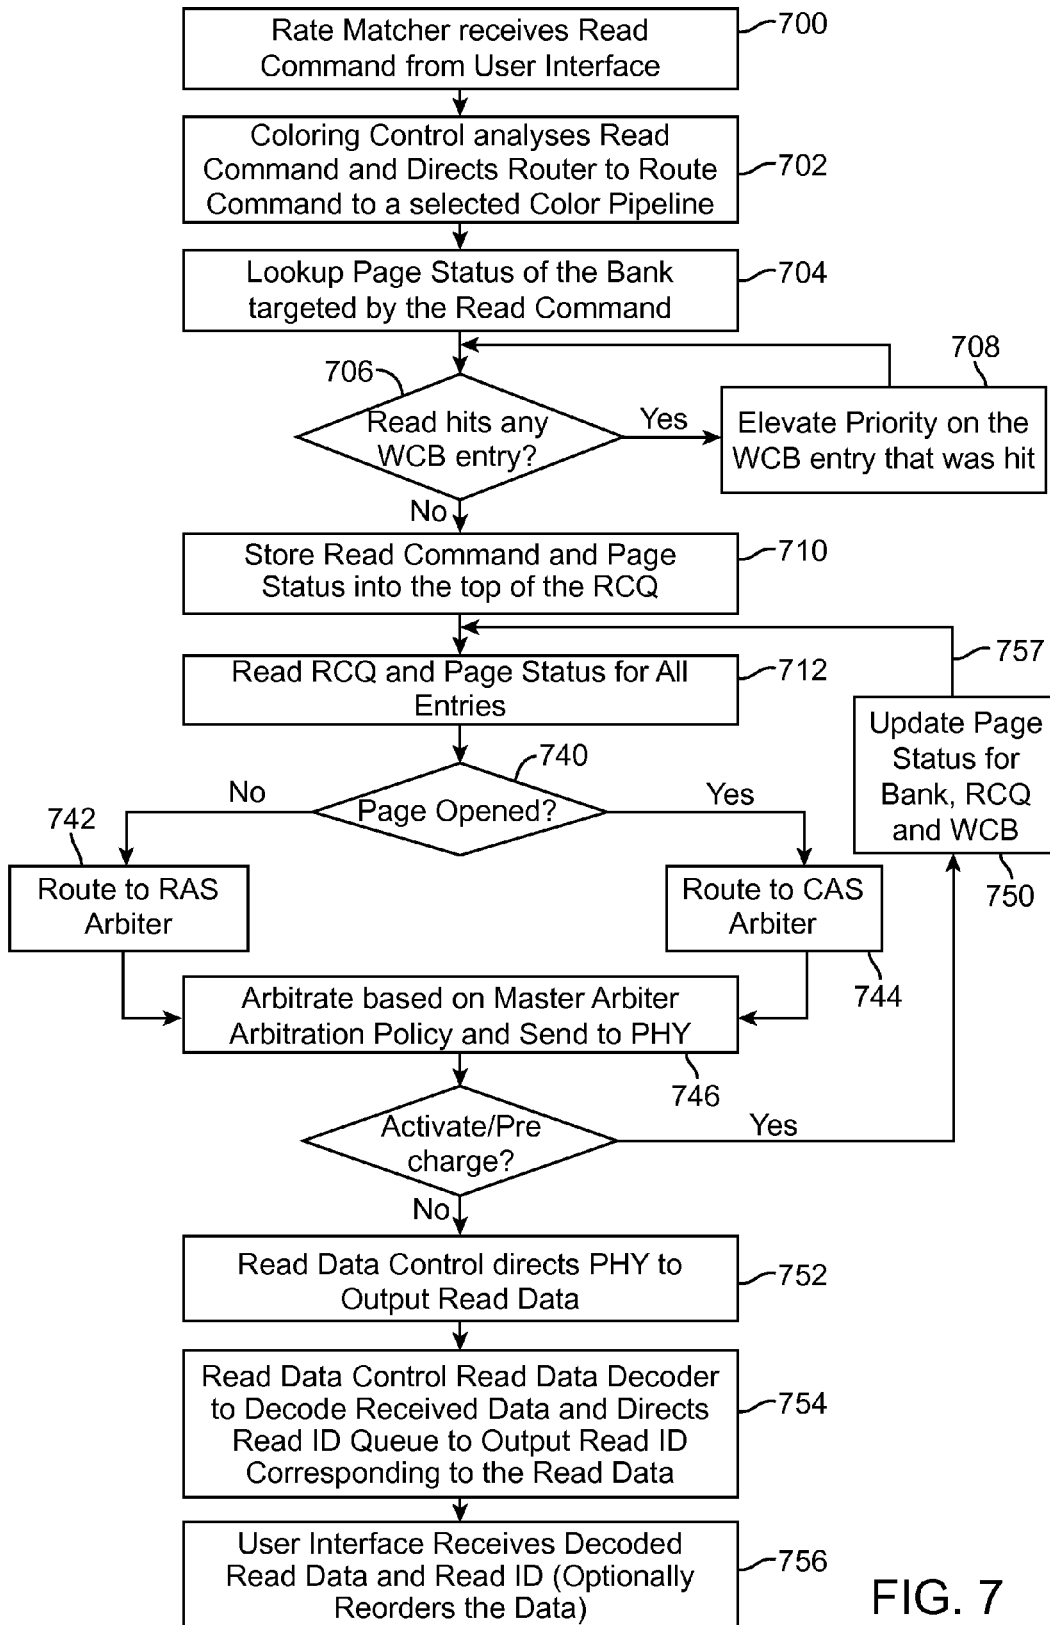 Rate Matcher receives Read
Command from User Interface
700
Coloring Control analyses Read
Command and Directs Router to Route
Command to a selected Color Pipeline
702
Lookup Page Status of the Bank
targeted by the Read Command
704
706
Read hits any
WCB entry?
Yes
708
Elevate Priority on the
WCB entry that was hit
No
Store Read Command and Page
Status into the top of the RCQ
710
Read RCQ and Page Status for All
Entries
712
757
Update Page
Status for
Bank, RCQ
and WCB
750
740
Page Opened?
No
Yes
742
Route to RAS
Arbiter
Route to CAS
Arbiter
744
Arbitrate based on Master Arbiter
Arbitration Policy and Send to PHY
746
Activate/Pre
charge?
Yes
No
Read Data Control directs PHY to
Output Read Data
752
Read Data Control Read Data Decoder
to Decode Received Data and Directs
Read ID Queue to Output Read ID
Corresponding to the Read Data
754
User Interface Receives Decoded
Read Data and Read ID (Optionally
Reorders the Data)
756
FIG. 7